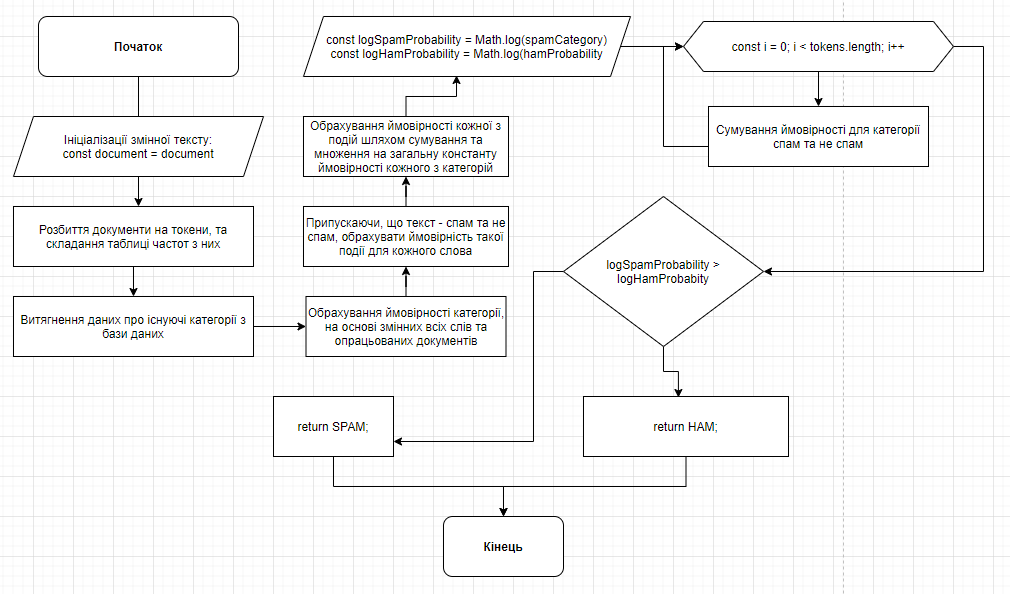 Початок
Ініціалізації змінної тексту:
const document = document
Розбиття документи на токени, та
складання таблиці частот з них
Витягнення даних про існуючі категорії з
бази даних
Обрахування ймовірності категорії,
на основі змінних всіх слів та
опрацьованих документів
Припускаючи, що текст - спам та не
спам, обрахувати ймовірність такої
події для кожного слова
Обрахування ймовірності кожної з
подій шляхом сумування та
множення на загальну константу
ймовірності кожного з категорій
const logSpamProbability = Math.log(spamCategory)
const logHamProbability = Math.log(hamProbability
const i = 0; i < tokens.length; i++
Сумування ймовірності для категорії
спам та не спам
logSpamProbability >
logHamProbabity
return SPAM;
return HAM;
Кінець